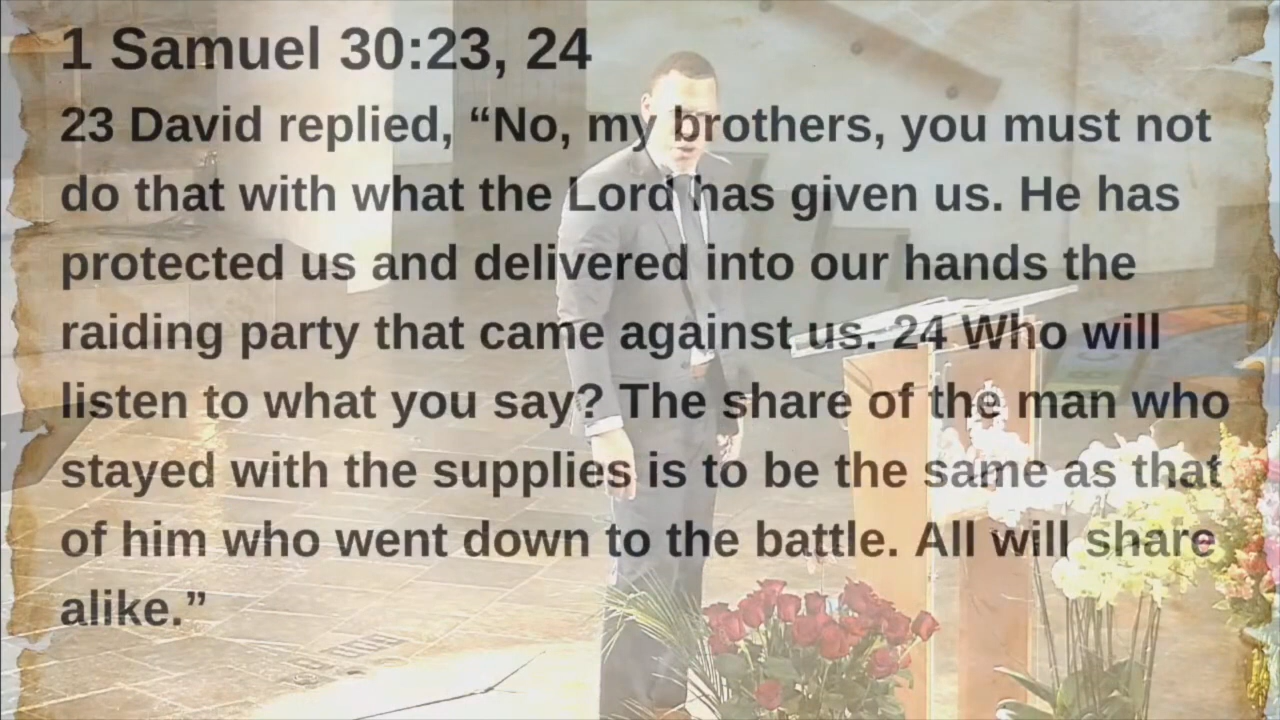 1 Samuel 30:23, 24
23 David replied, “No, my brothers, you must not
do that with what the Lord has given us. He has
protected us and delivered into our hands the
raiding party that came against us. 24 Who will
listen to what you say? The share of the man who
stayed with the supplies is to be the same as that
of him who went down to the battle. All will share
alike.”